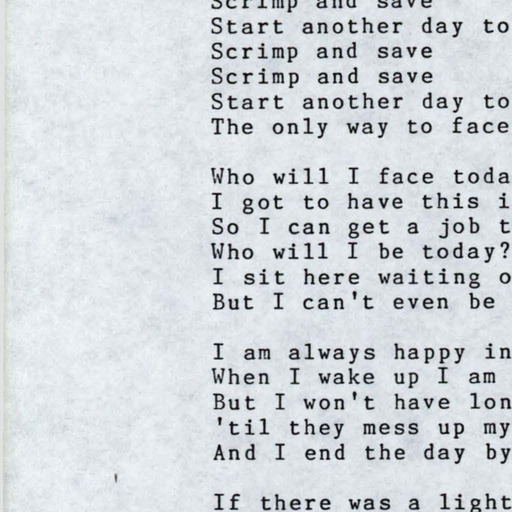 Scrimp and save
Start another day to
Scrimp and save
Scrimp and save
Start another day to
The only way to face
Who will I face toda
I got to have this i
So I can get a job t
Who will I be today?
I sit here waiting o
But I can't even be
I am always happy in
When I wake up I am
But I won't have lon
'til they mess up my
And I end the day by
If there was a light